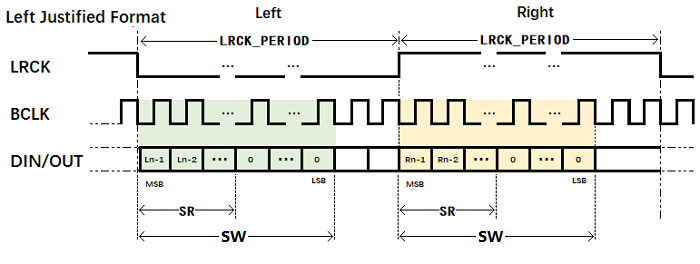 Left Justified Format
Left
Right
LRCK_PERIOD
LRCK_PERIOD
LRCK
... ...
... ...
BCLK
... ...
... ...
DIN/OUT
Ln-1 Ln-2 ... 0 ... 0
Rn-1 Rn-2 ... 0 ... 0
MSB
LSB
MSB
LSB
SR
SR
SW
SW